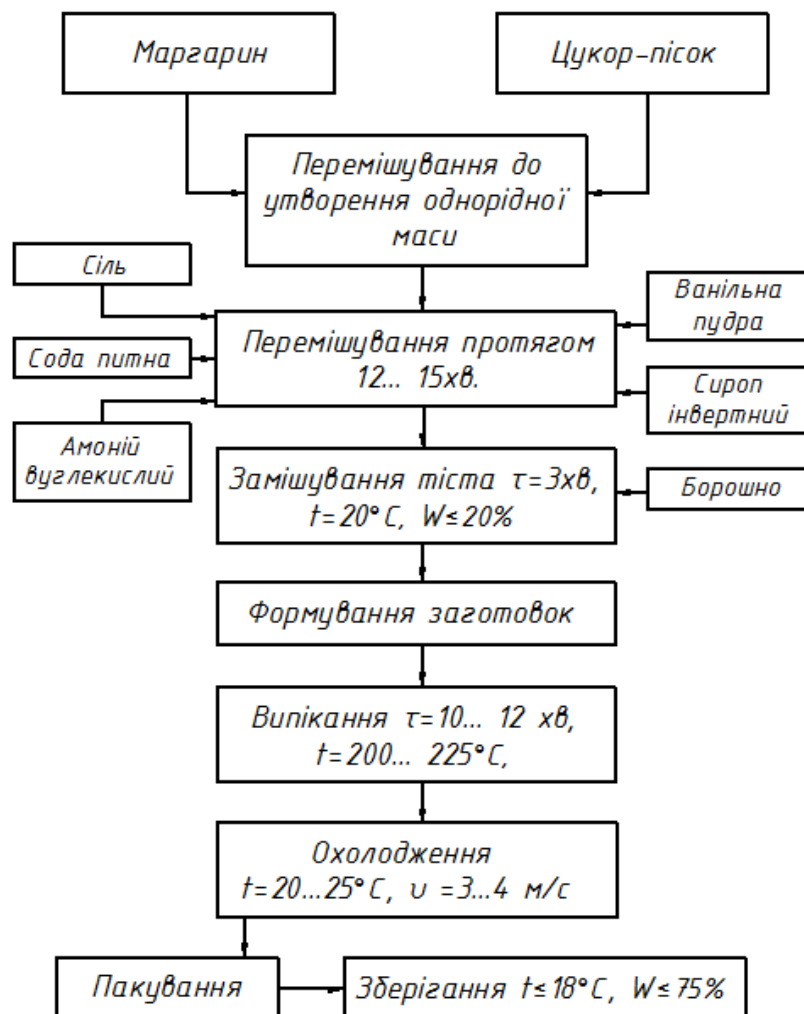 Маргарин
Цукор-пісок
Перемішування до
утворення однорідної
маси
Сіль
Ванільна
пудра
Перемішування протягом
12... 15хв.
Сода питна
Сироп
інвертний
Амоній
вуглекислий
Замішування тіста τ=3хв,
t=20°C, W≤20%
Борошно
Формування заготовок
Випікання τ=10... 12 хв,
t=200... 225°C,
Охолодження
t=20...25°C, υ =3...4 м/с
Пакування
Зберігання t≤18°C, W≤75%